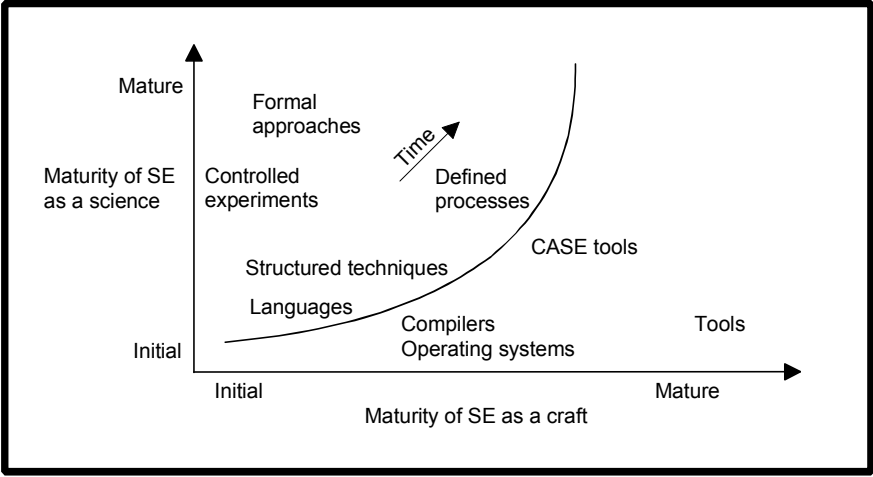 Mature
Formal
approaches
Time
Maturity of SE
as a science
Controlled
experiments
Defined
processes
CASE tools
Structured techniques
Languages
Compilers
Operating systems
Tools
Initial
Initial
Mature
Maturity of SE as a craft